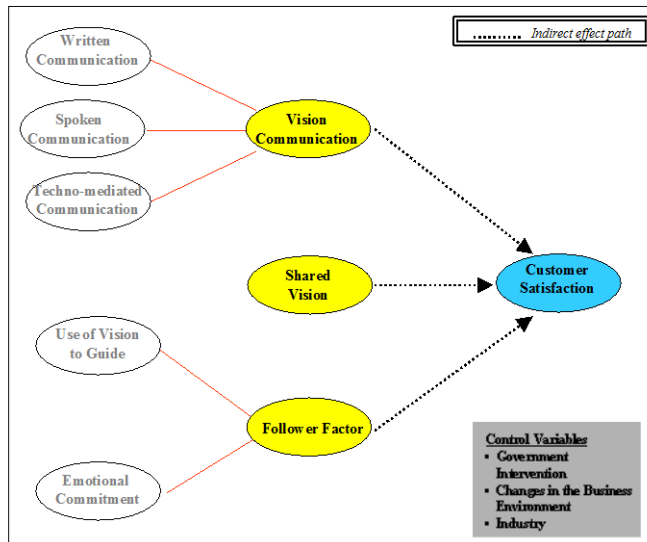 ............ Indirect effect path
Written
Communication
Spoken
Communication
Techno-mediated
Communication
Vision
Communication
Shared
Vision
Customer
Satisfaction
Use of Vision
to Guide
Follower Factor
Emotional
Commitment
Control Variables
▪ Government
Intervention
▪ Changes in the Business
Environment
▪ Industry